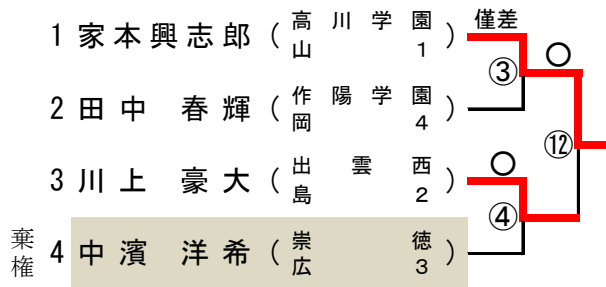 1 家本興志郎 (高川学園 山1) 僅差
○
③
2 田中 春輝 (作陽学園 岡4)
⑫
3 川上 豪大 (出雲西 島2) ○
④
棄権 4 中濱 洋希 (崇徳 広3)